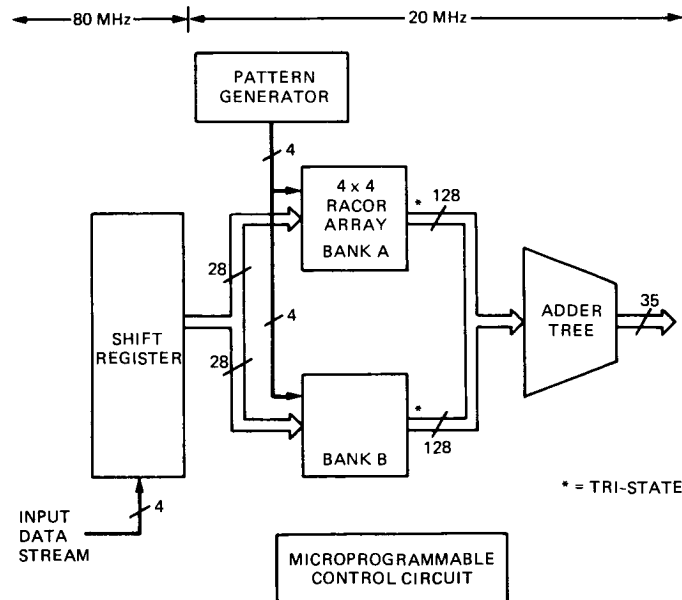 80 MHz
20 MHz
PATTERN
GENERATOR
4
4 x 4
RACOR
ARRAY
BANK A
*
128
28
4
SHIFT
REGISTER
28
ADDER
TREE
35
BANK B
*
128
* = TRI-STATE
INPUT
DATA
STREAM
4
MICROPROGRAMMABLE
CONTROL CIRCUIT